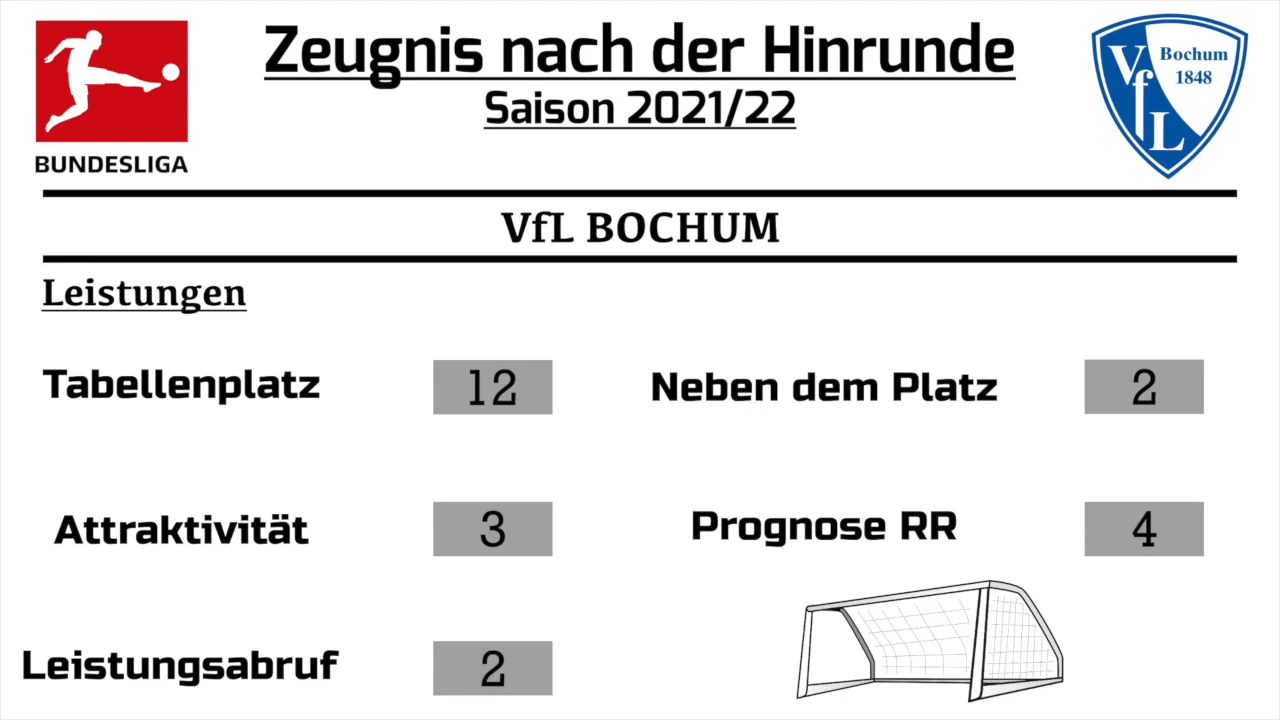 Zeugnis nach der Hinrunde
Saison 2021/22
BUNDESLIGA
VfL
Bochum
1848
VfL BOCHUM
Leistungen
Tabellenplatz 12
Neben dem Platz 2
Attraktivität 3
Prognose RR 4
Leistungsabruf 2